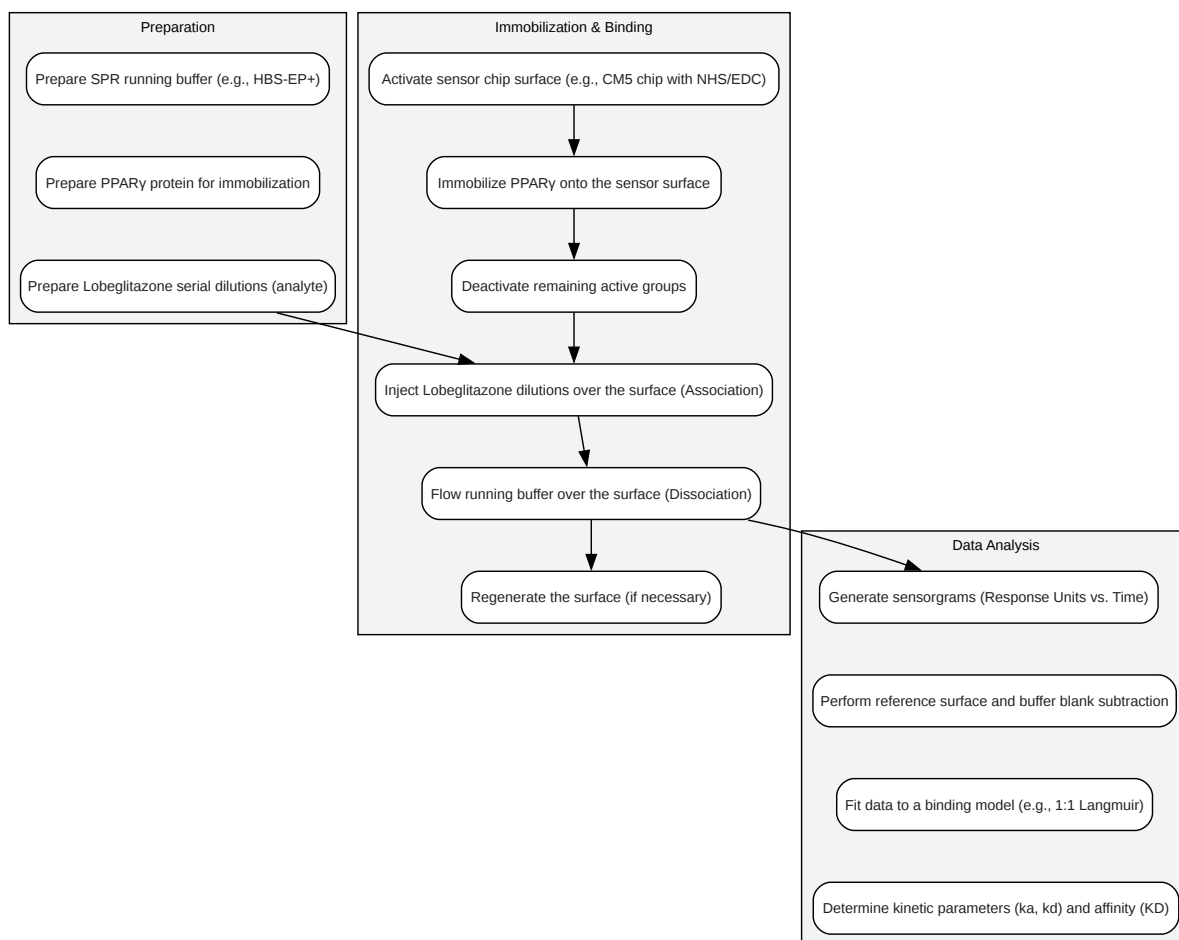 Preparation
Prepare SPR running buffer (e.g., HBS-EP+)
Prepare PPARγ protein for immobilization
Prepare Lobeglitazone serial dilutions (analyte)
Immobilization & Binding
Activate sensor chip surface (e.g., CM5 chip with NHS/EDC)
Immobilize PPARγ onto the sensor surface
Deactivate remaining active groups
Inject Lobeglitazone dilutions over the surface (Association)
Flow running buffer over the surface (Dissociation)
Regenerate the surface (if necessary)
Data Analysis
Generate sensorgrams (Response Units vs. Time)
Perform reference surface and buffer blank subtraction
Fit data to a binding model (e.g., 1:1 Langmuir)
Determine kinetic parameters (ka, kd) and affinity (KD)